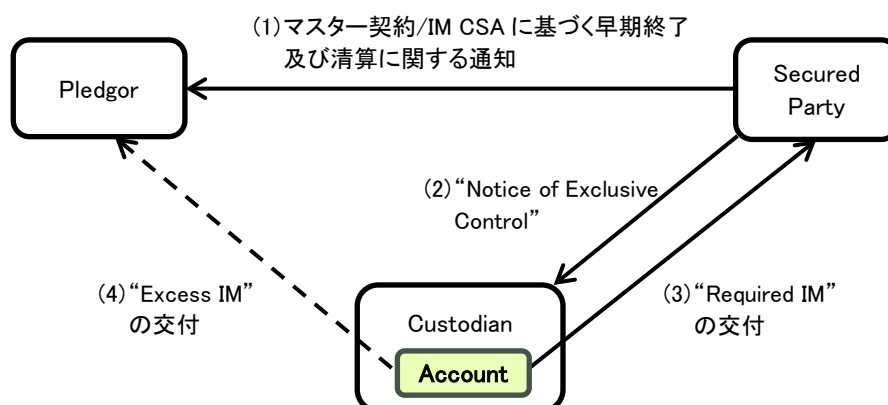 (1)マスター契約/IM CSA に基づく早期終了
及び清算に関する通知
Pledgor
Secured
Party
(2)“Notice of Exclusive
Control”
(4)“Excess IM”
の交付
(3)“Required IM”
の交付
Custodian
Account